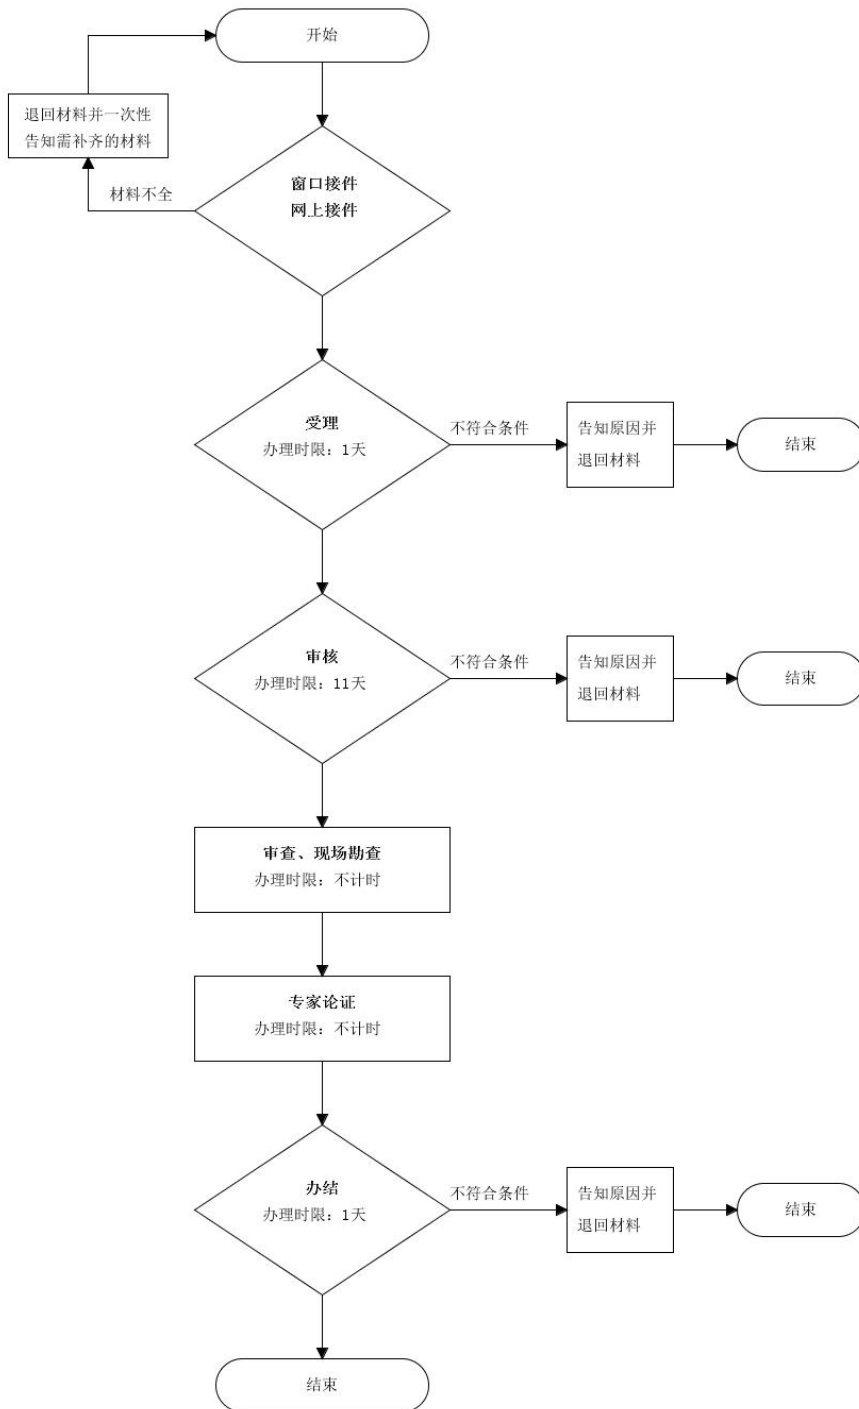 开始
退回材料并一次性
告知需补齐的材料
材料不全
窗口接件
网上接件
受理
办理时限：1天
不符合条件
告知原因并
退回材料
结束
审核
办理时限：11天
不符合条件
告知原因并
退回材料
结束
审查、现场勘查
办理时限：不计时
专家论证
办理时限：不计时
办结
办理时限：1天
不符合条件
告知原因并
退回材料
结束
结束